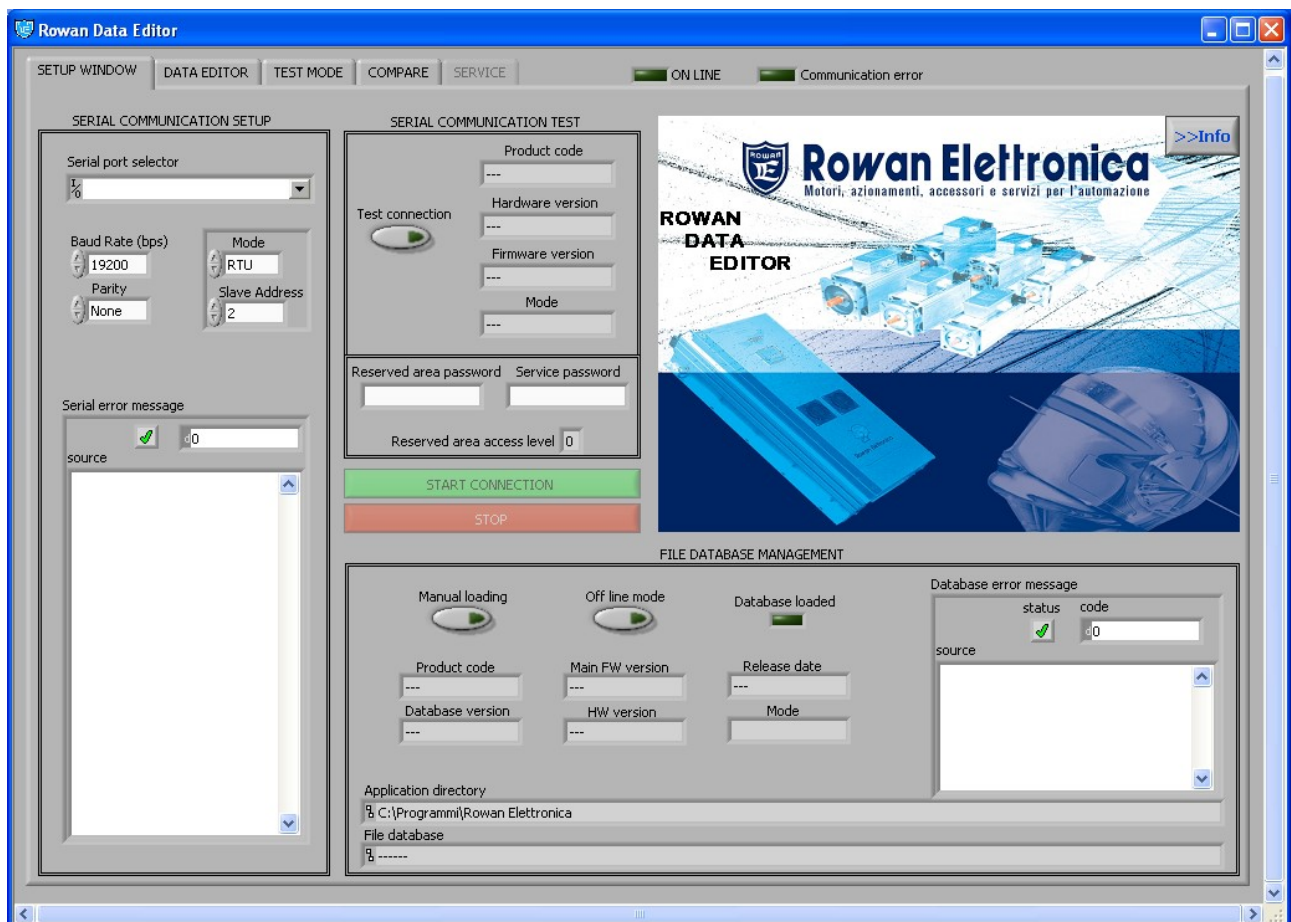 Rowan Data Editor
SETUP WINDOW
DATA EDITOR
TEST MODE
COMPARE
SERVICE
ON LINE
Communication error
SERIAL COMMUNICATION SETUP
Serial port selector
Baud Rate (bps)
19200
Parity
None
Mode
RTU
Slave Address
2
Serial error message
d0
source
SERIAL COMMUNICATION TEST
Test connection
Product code
---
Hardware version
---
Firmware version
---
Mode
---
Reserved area password
Service password
Reserved area access level 0
START CONNECTION
STOP
>>Info
ROWAN
Rowan Elettronica
Motori, azionamenti, accessori e servizi per l'automazione
ROWAN
DATA
EDITOR
Rowan Elettronica
FILE DATABASE MANAGEMENT
Manual loading
Off line mode
Database loaded
Product code
---
Main FW version
---
Release date
---
Database version
---
HW version
---
Mode
Database error message
status
code
d0
source
Application directory
C:\Programmi\Rowan Elettronica
File database
------